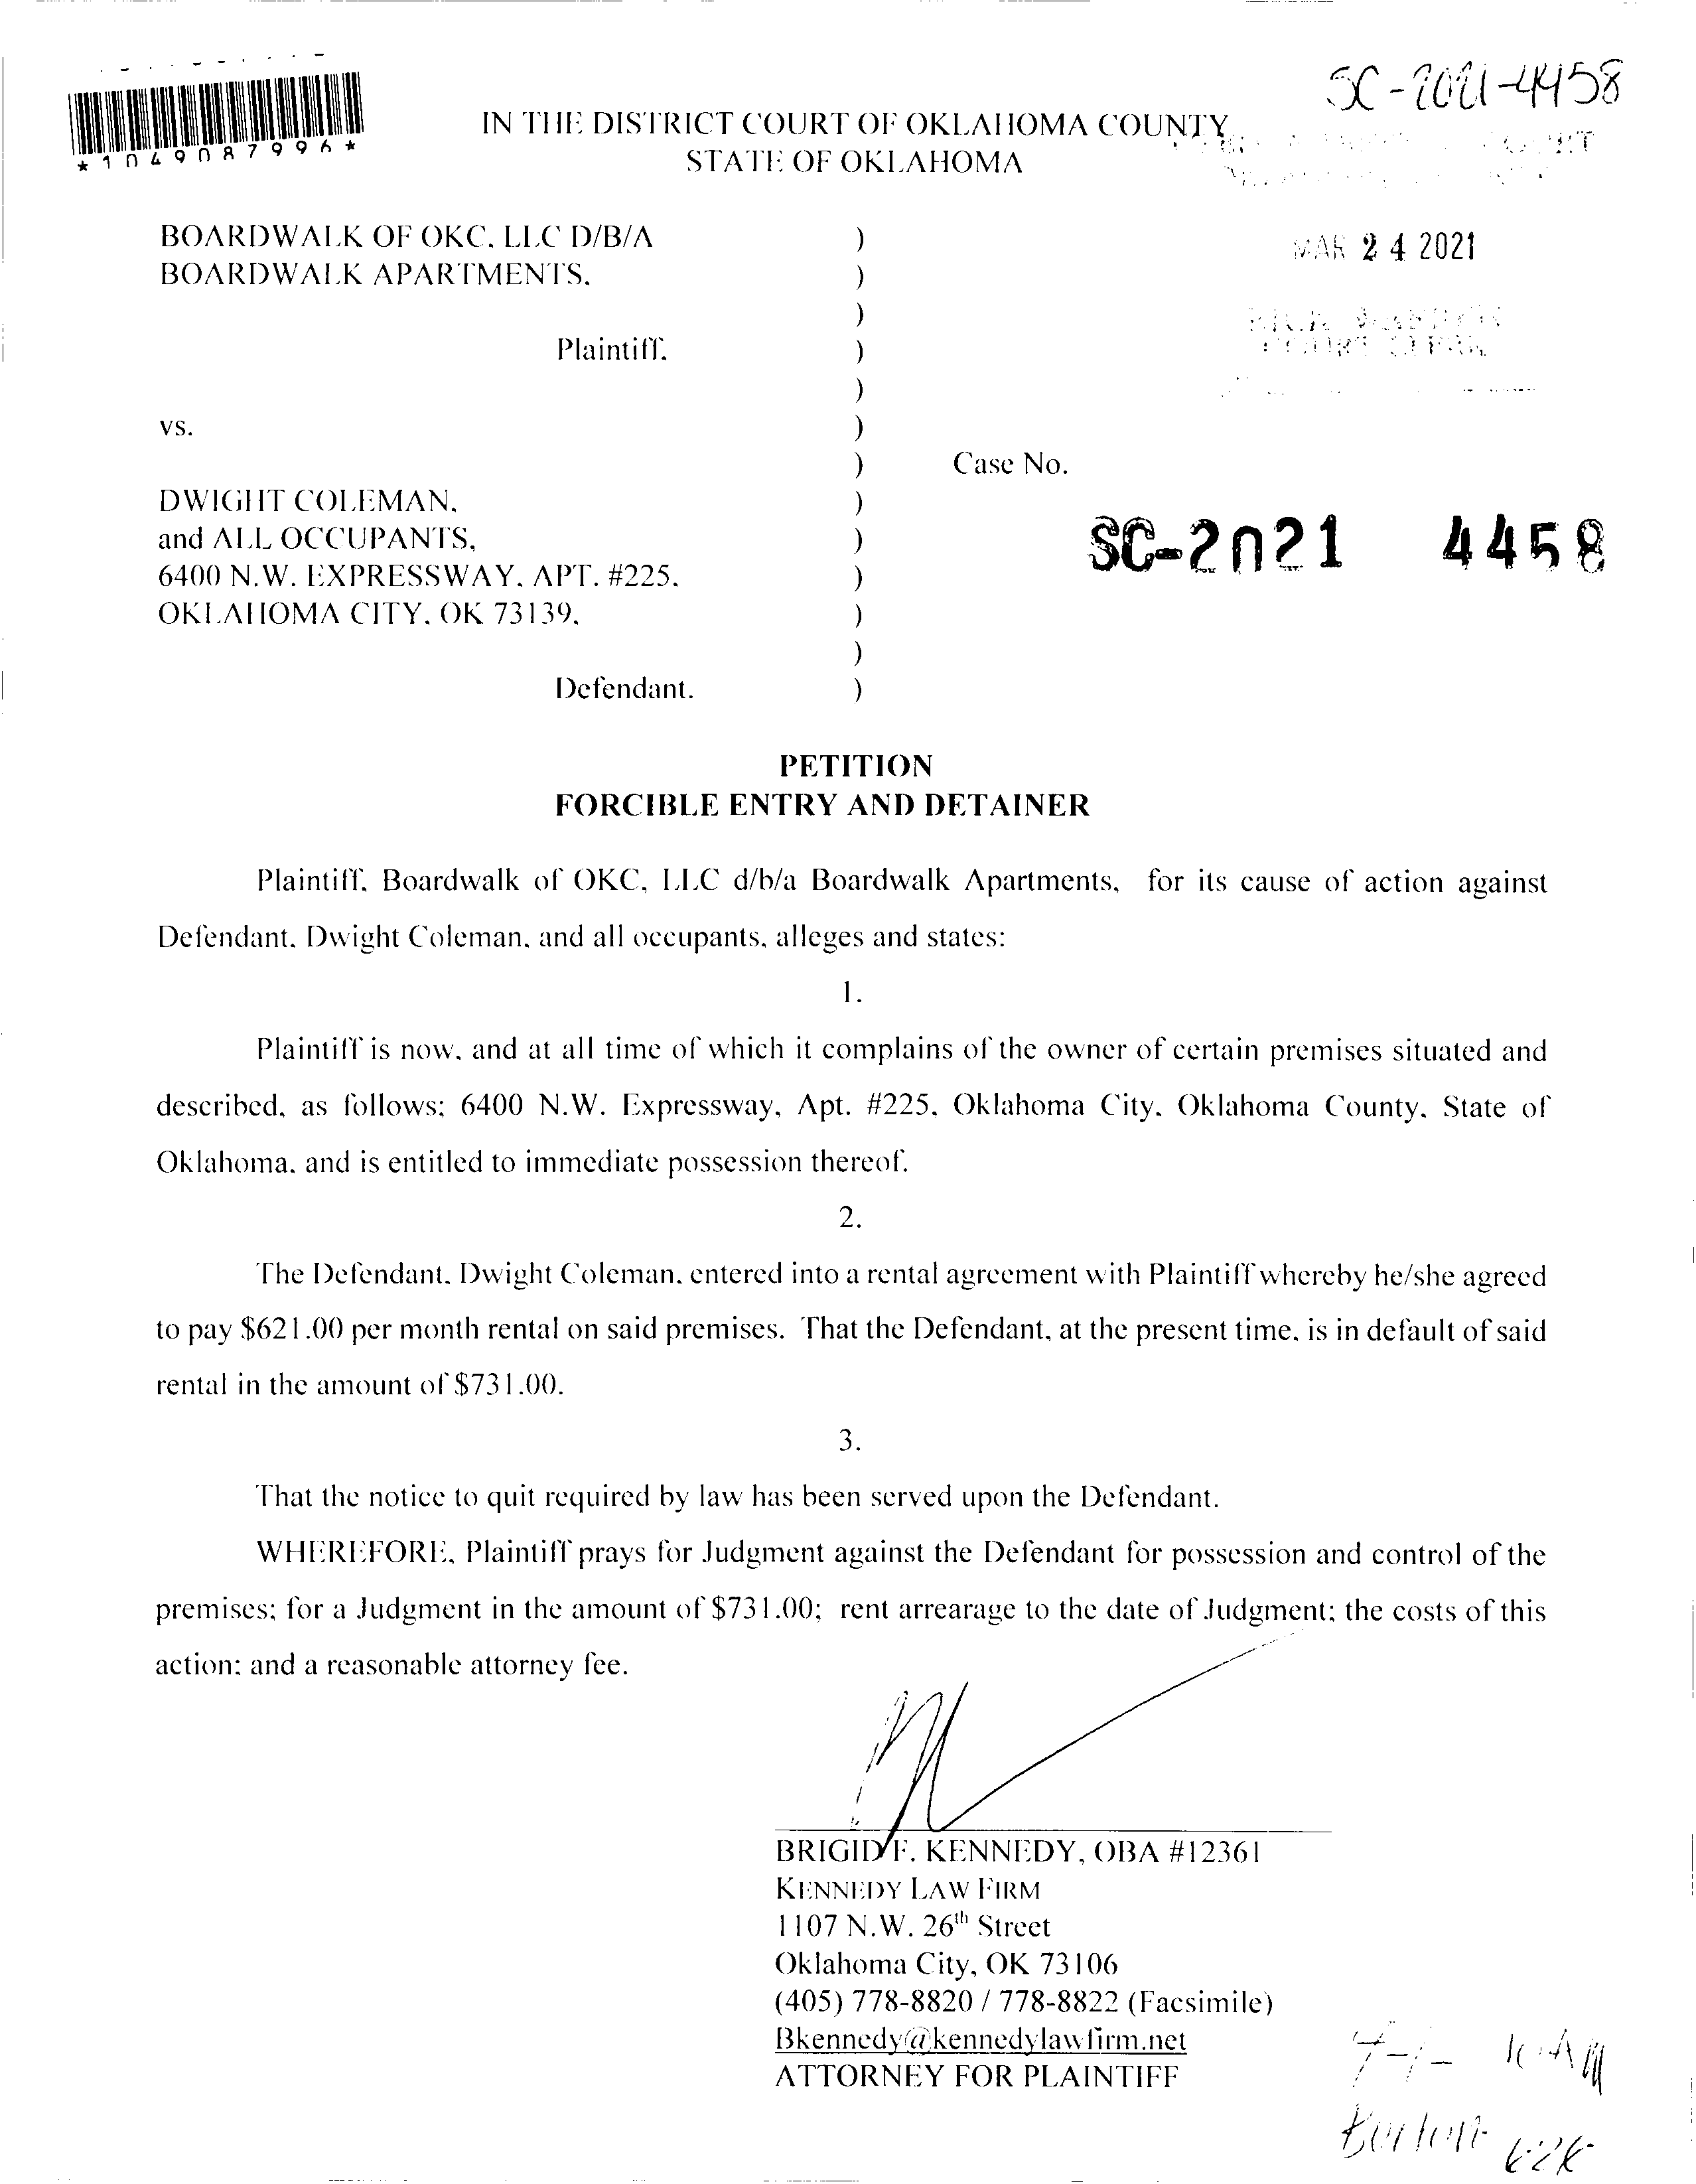 SC-2021-4458
*1049087996*
IN THE DISTRICT COURT OF OKLAHOMA COUNTY
STATE OF OKLAHOMA
BOARDWALK OF OKC, LLC D/B/A )
BOARDWALK APARTMENTS, )
)
Plaintiff, )
)
vs. )
)
DWIGHT COLEMAN, )
and ALL OCCUPANTS, )
6400 N.W. EXPRESSWAY, APT. #225, )
OKLAHOMA CITY, OK 73139, )
)
Defendant. )
MAR 24 2021
COURT CLERK
Case No.
SC-2021 4458
PETITION
FORCIBLE ENTRY AND DETAINER
Plaintiff, Boardwalk of OKC, LLC d/b/a Boardwalk Apartments, for its cause of action against
Defendant, Dwight Coleman, and all occupants, alleges and states:
1.
Plaintiff is now, and at all time of which it complains of the owner of certain premises situated and
described, as follows; 6400 N.W. Expressway, Apt. #225, Oklahoma City, Oklahoma County, State of
Oklahoma, and is entitled to immediate possession thereof.
2.
The Defendant, Dwight Coleman, entered into a rental agreement with Plaintiff whereby he/she agreed
to pay $621.00 per month rental on said premises. That the Defendant, at the present time, is in default of said
rental in the amount of $731.00.
3.
That the notice to quit required by law has been served upon the Defendant.
WHEREFORE, Plaintiff prays for Judgment against the Defendant for possession and control of the
premises; for a Judgment in the amount of $731.00; rent arrearage to the date of Judgment; the costs of this
action; and a reasonable attorney fee.
BRIGID F. KENNEDY, OBA #12361
KENNEDY LAW FIRM
1107 N.W. 26th Street
Oklahoma City, OK 73106
(405) 778-8820 / 778-8822 (Facsimile)
Bkennedy@kennedylawfirm.net
ATTORNEY FOR PLAINTIFF